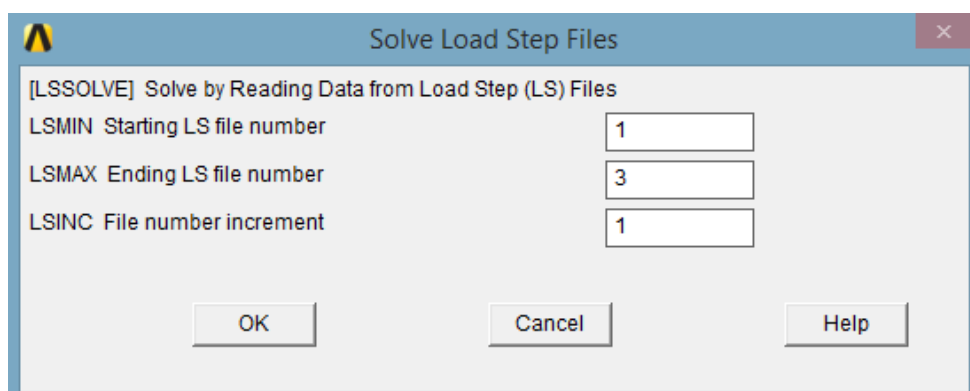 Solve Load Step Files
[LSSOLVE] Solve by Reading Data from Load Step (LS) Files
LSMIN Starting LS file number 1
LSMAX Ending LS file number 3
LSINC File number increment 1
OK Cancel Help